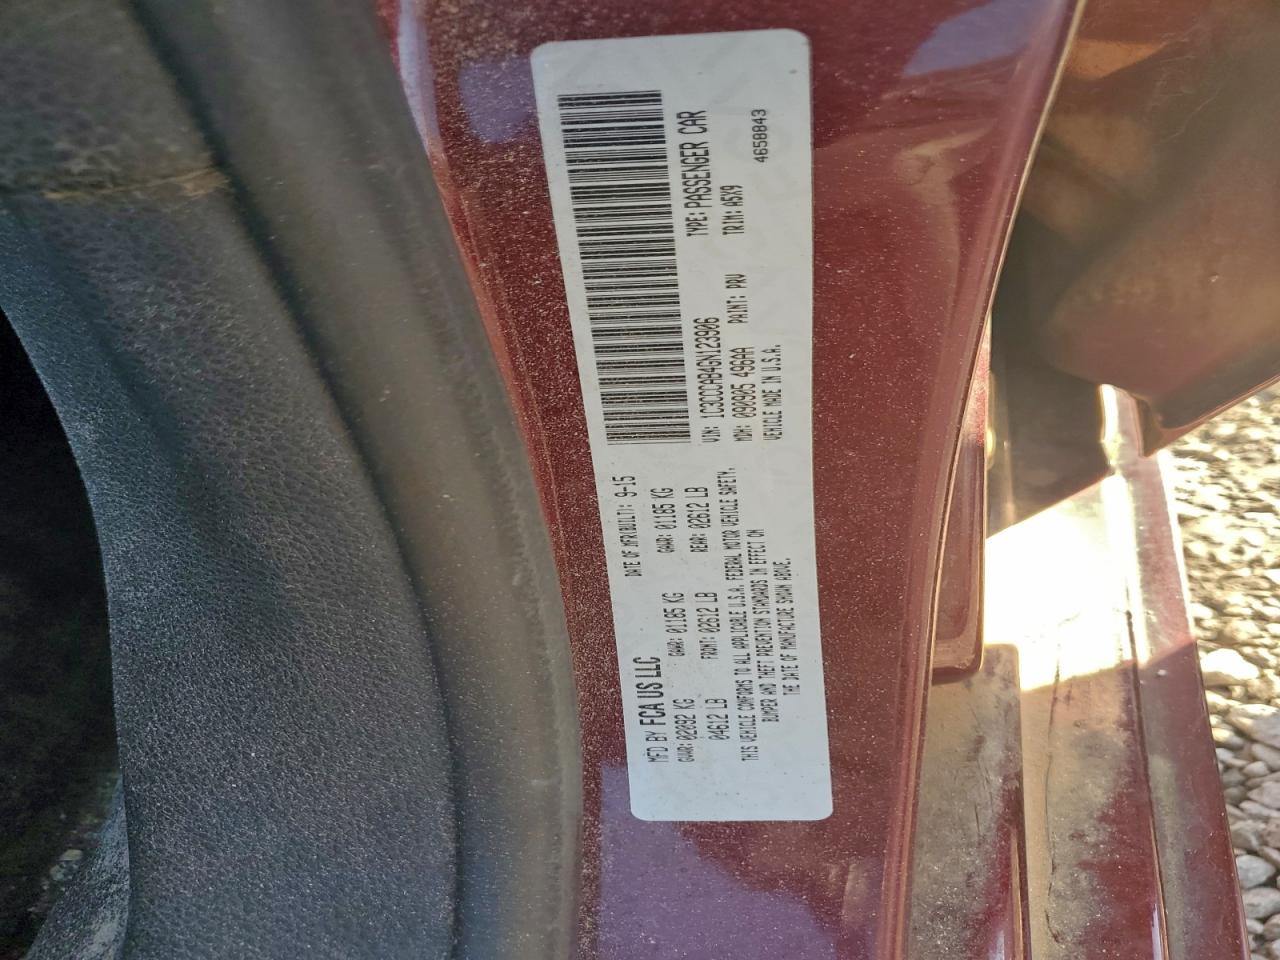 MFD BY FCA US LLC
DATE OF MFR(BUILT): 9-15
GVWR: 02092 KG
GAWR: 01185 KG
GAWR: 01185 KG
04612 LB
FRONT: 02612 LB
REAR: 02612 LB
THIS VEHICLE CONFORMS TO ALL APPLICABLE U.S.A. FEDERAL MOTOR VEHICLE SAFETY,
BUMPER AND THEFT PREVENTION STANDARDS IN EFFECT ON
THE DATE OF MANUFACTURE SHOWN ABOVE.
VIN: 1C3CCCAB4GN123906
TYPE: PASSENGER CAR
MDH: 090905 496AA
PAINT: PRV
TRIM: A5X9
VEHICLE MADE IN U.S.A.
4658843